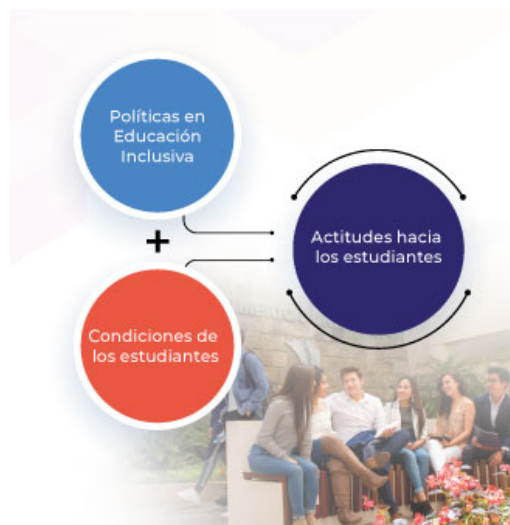 Políticas en
Educación
Inclusiva
+
Condiciones de
los estudiantes
Actitudes hacia
los estudiantes